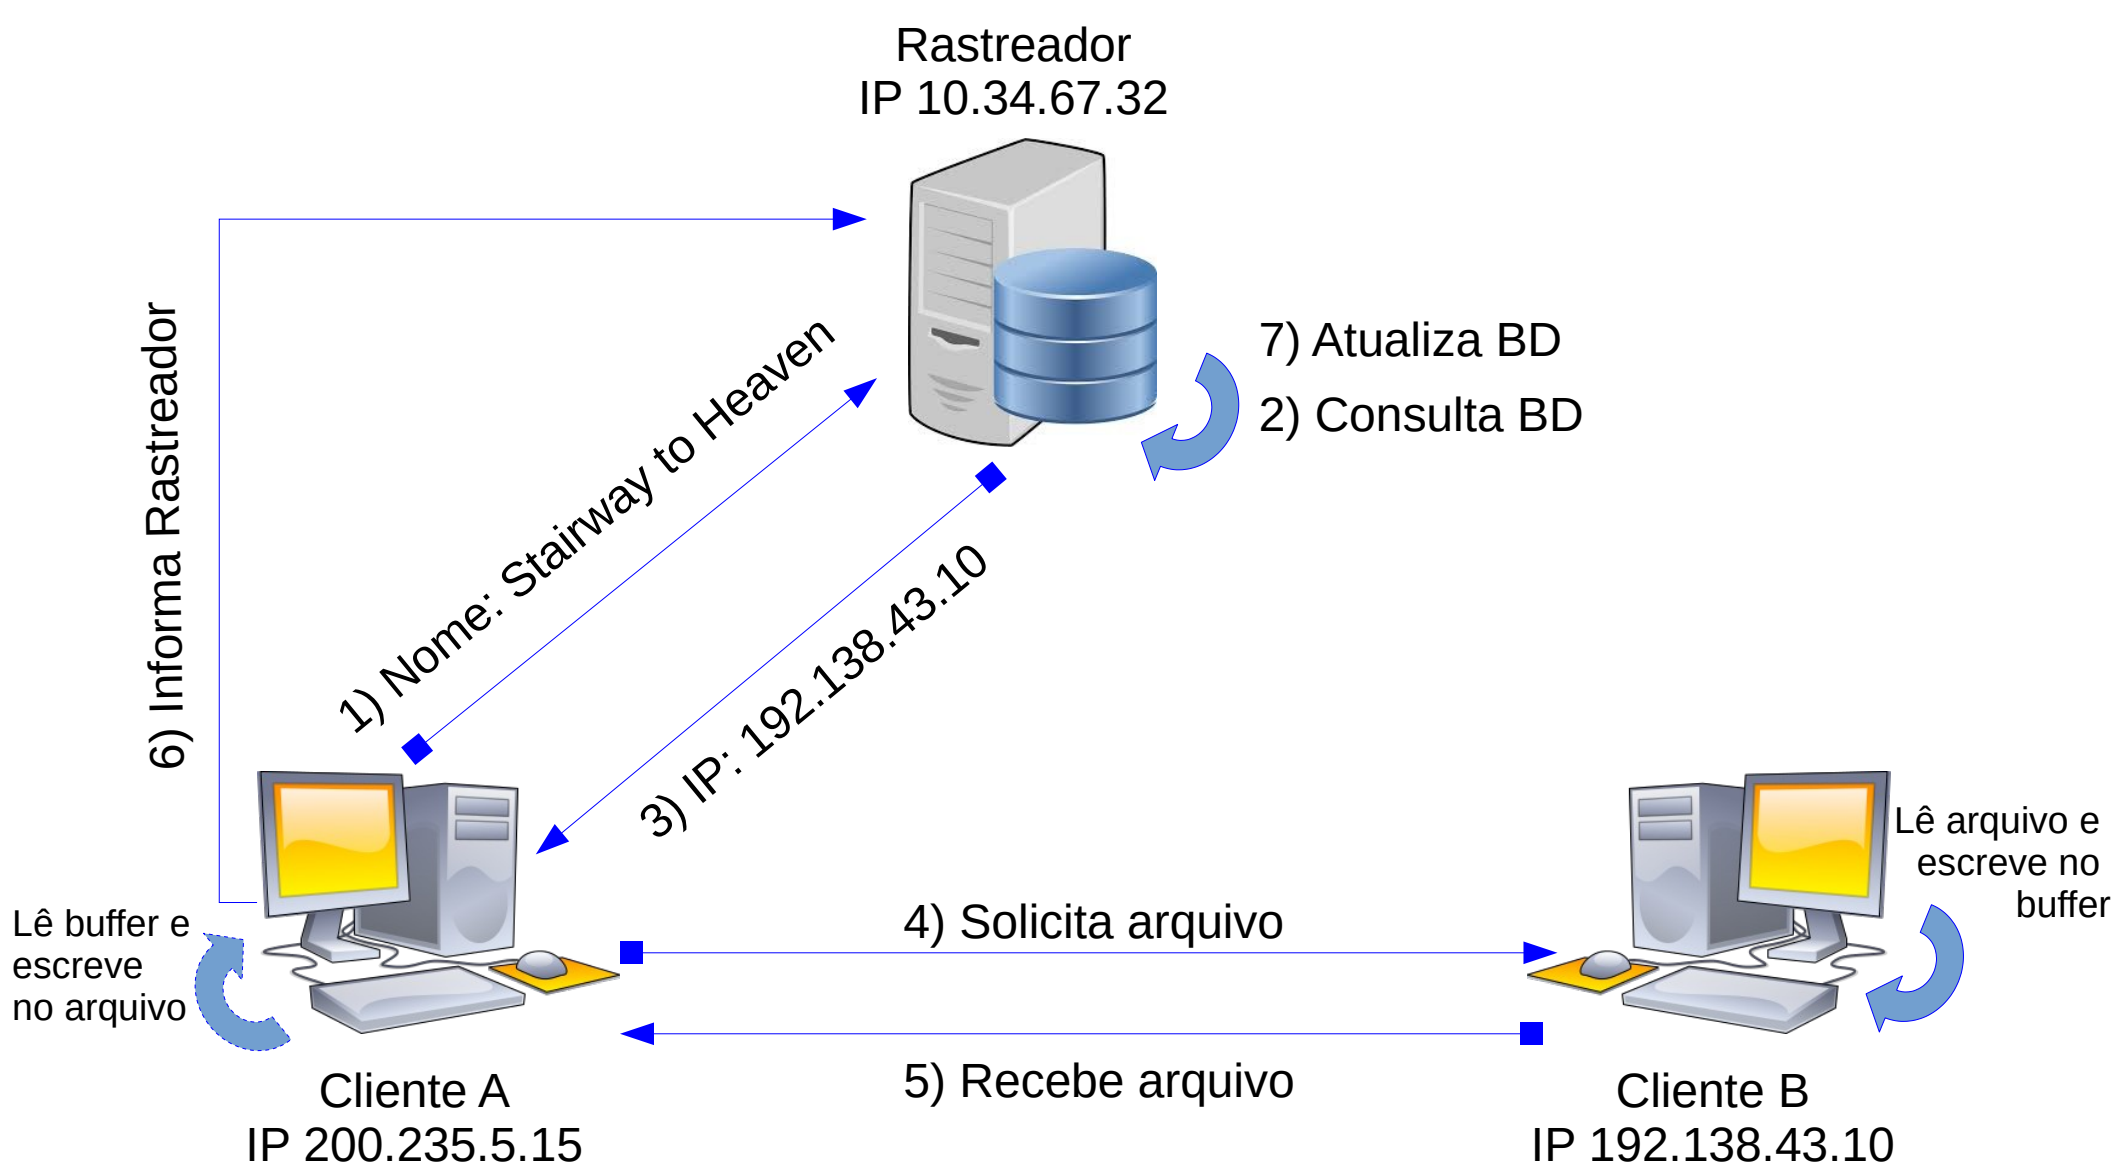 Rastreador
IP 10.34.67.32
6) Informa Rastreador
1) Nome: Stairway to Heaven
7) Atualiza BD
2) Consulta BD
3) IP: 192.138.43.10
Lê arquivo e
escreve no
buffer
Lê buffer e
escreve
no arquivo
4) Solicita arquivo
5) Recebe arquivo
Cliente A
IP 200.235.5.15
Cliente B
IP 192.138.43.10